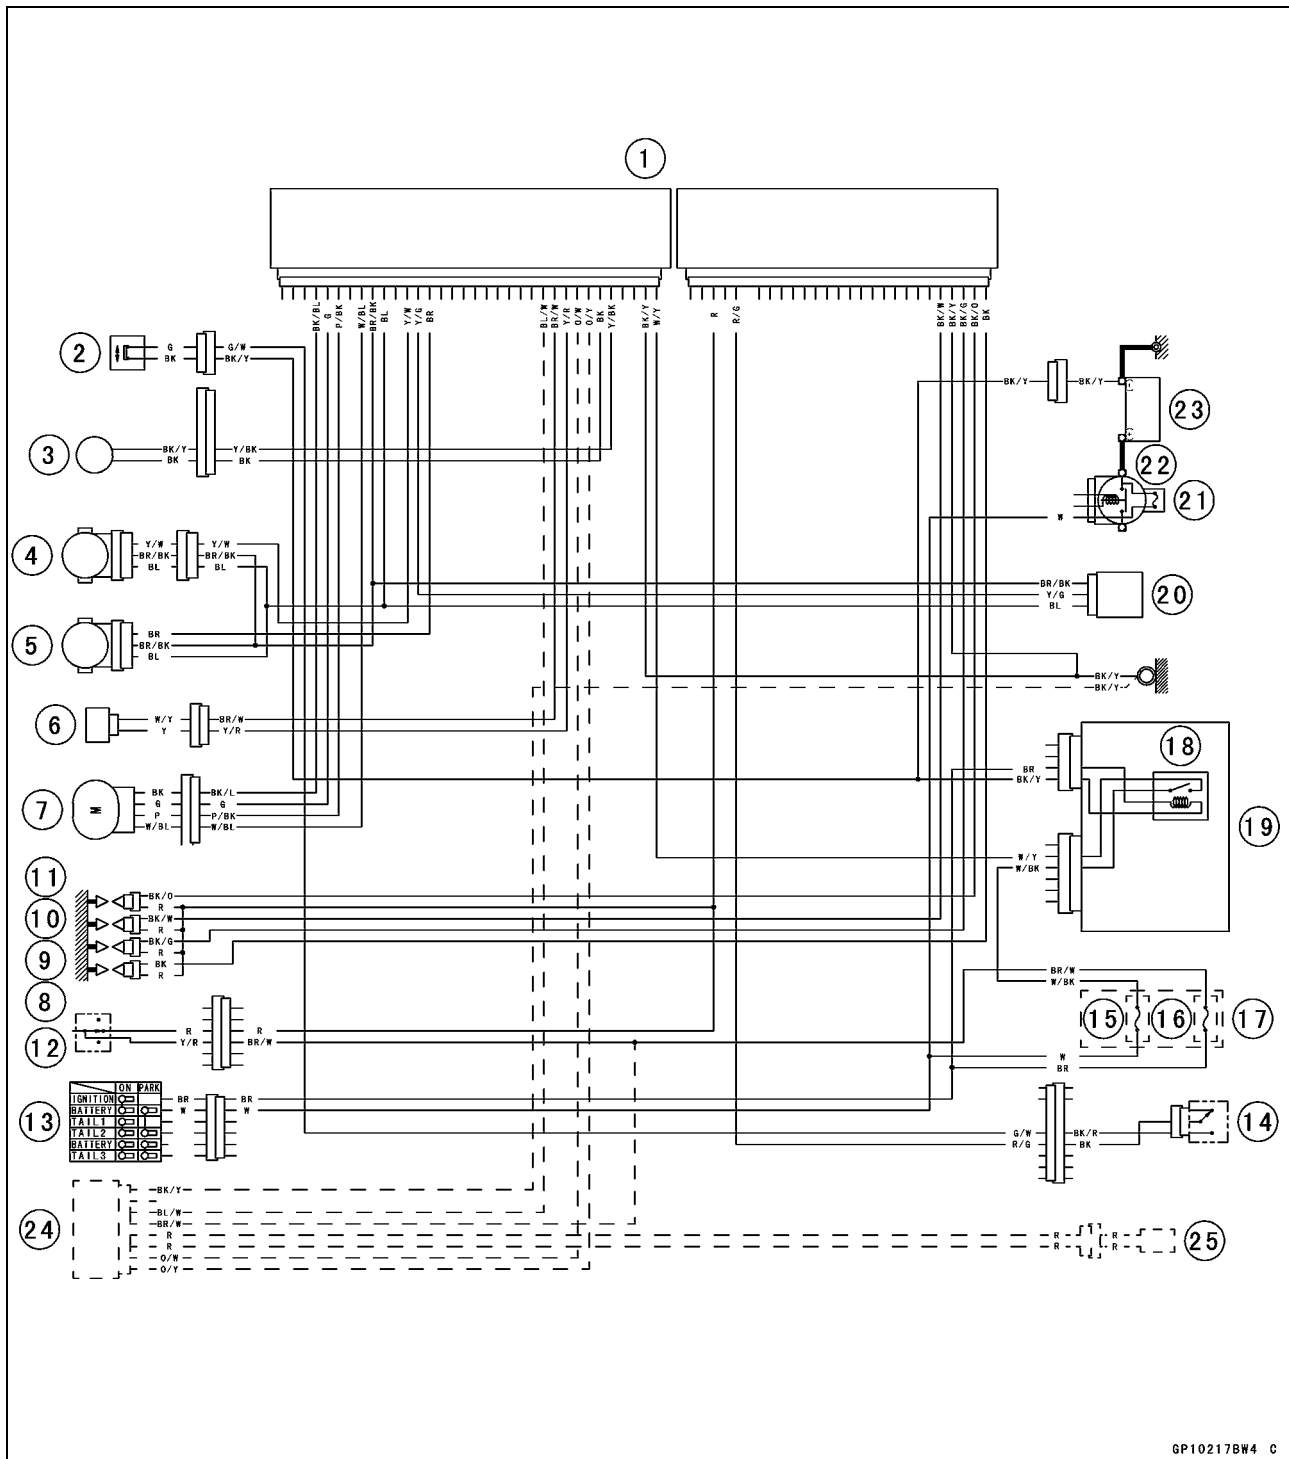 1
BK/BL
G
P/BK
W/BL
BR/BK
BL
Y/W
Y/G
BR
BL/W
BR/W
Y/R
O/W
O/Y
BK
Y/BK
BK/Y
W/Y
R
R/G
BK/W
BK/Y
BK/G
BK/O
BK
2
G
BK
G/W
BK/Y
BK/Y
BK/Y
(-)
23
3
BK/Y
BK
Y/BK
BK
(+)
22
21
W
4
Y/W
BR/BK
BL
Y/W
BR/BK
BL
BR/BK
Y/G
BL
20
5
BR
BR/BK
BL
BK/Y
BK/Y
6
W/Y
Y
BR/W
Y/R
18
BR
BK/Y
7
M
BK
G
P
W/BL
BK/L
G
P/BK
W/BL
19
W/Y
W/BK
11
10
9
8
BK/O
R
BK/W
R
BK/G
R
BK
R
BR/W
W/BK
15
16
17
12
R
Y/R
R
BR/W
W
BR
13
ON PARK
IGNITION
BATTERY
TAIL1
TAIL2
BATTERY
TAIL3
BR
W
BR
W
G/W
R/G
BK/R
BK
14
24
BK/Y
BL/W
BR/W
R
R
O/W
O/Y
R
R
R
R
25
GP10217BW4 C